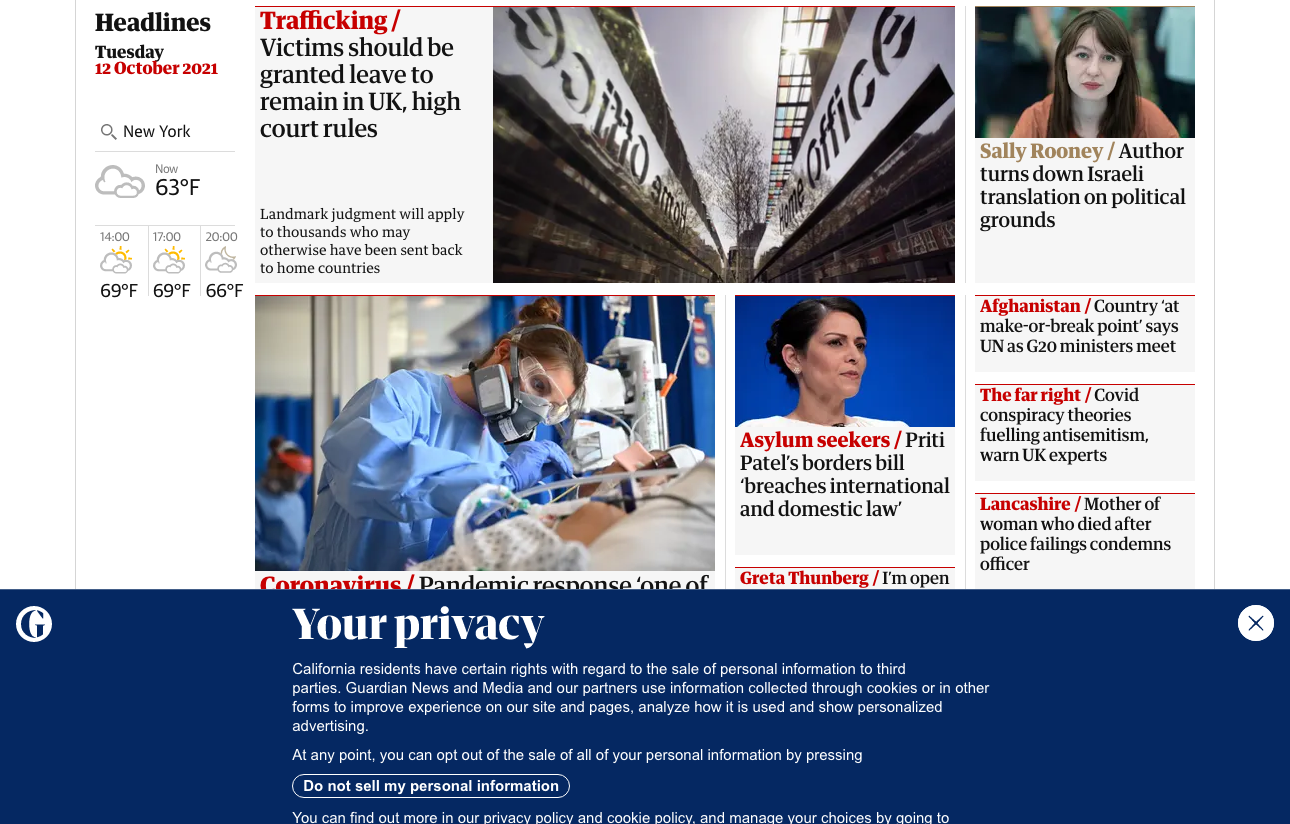 Headlines
Tuesday
12 October 2021
New York
Now
63°F
14:00
17:00
20:00
69°F
69°F
66°F
Trafficking /
Victims should be
granted leave to
remain in UK, high
court rules
Landmark judgment will apply
to thousands who may
otherwise have been sent back
to home countries
Home Office
Sally Rooney / Author
turns down Israeli
translation on political
grounds
Coronavirus / Pandemic response ‘one of
Asylum seekers / Priti
Patel’s borders bill
‘breaches international
and domestic law’
Greta Thunberg / I’m open
Afghanistan / Country ‘at
make-or-break point’ says
UN as G20 ministers meet
The far right / Covid
conspiracy theories
fuelling antisemitism,
warn UK experts
Lancashire / Mother of
woman who died after
police failings condemns
officer
G
Your privacy
California residents have certain rights with regard to the sale of personal information to third
parties. Guardian News and Media and our partners use information collected through cookies or in other
forms to improve experience on our site and pages, analyze how it is used and show personalized
advertising.
At any point, you can opt out of the sale of all of your personal information by pressing
Do not sell my personal information
You can find out more in our privacy policy and cookie policy, and manage your choices by going to